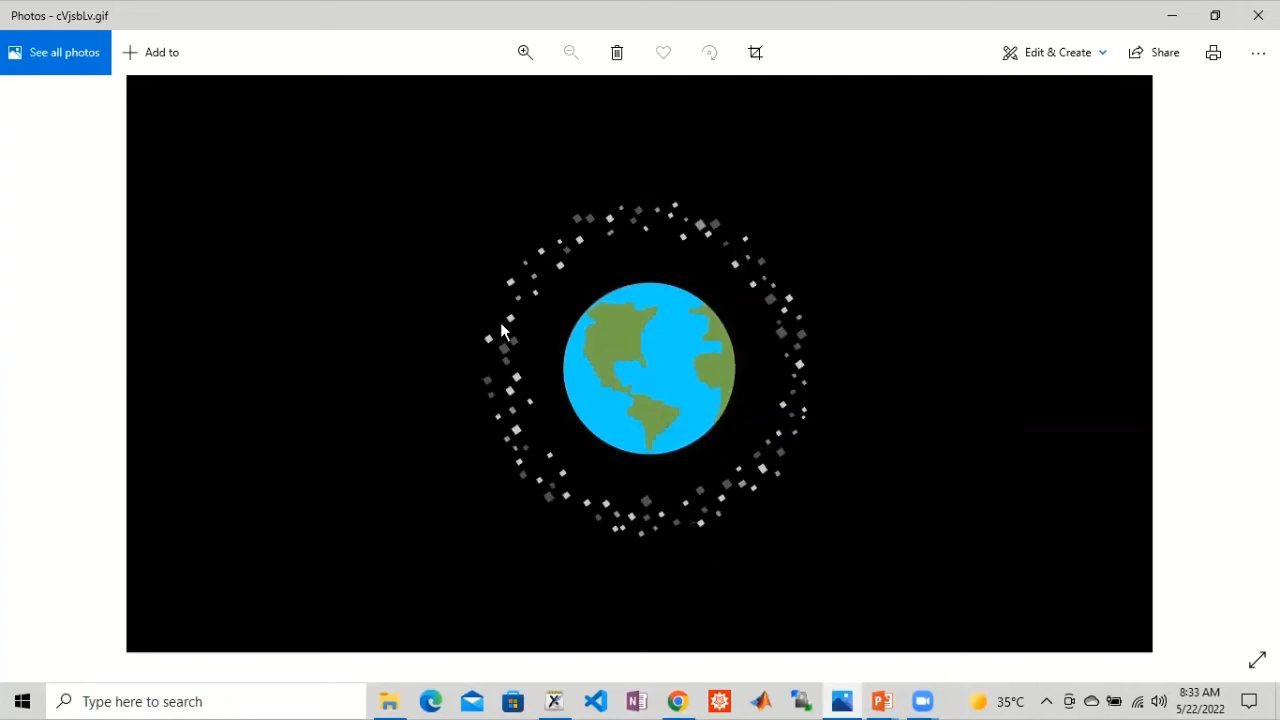 Photos - cVjsbLv.gif
See all photos
Add to
Edit & Create
Share
Type here to search
35°C
8:33 AM
5/22/2022